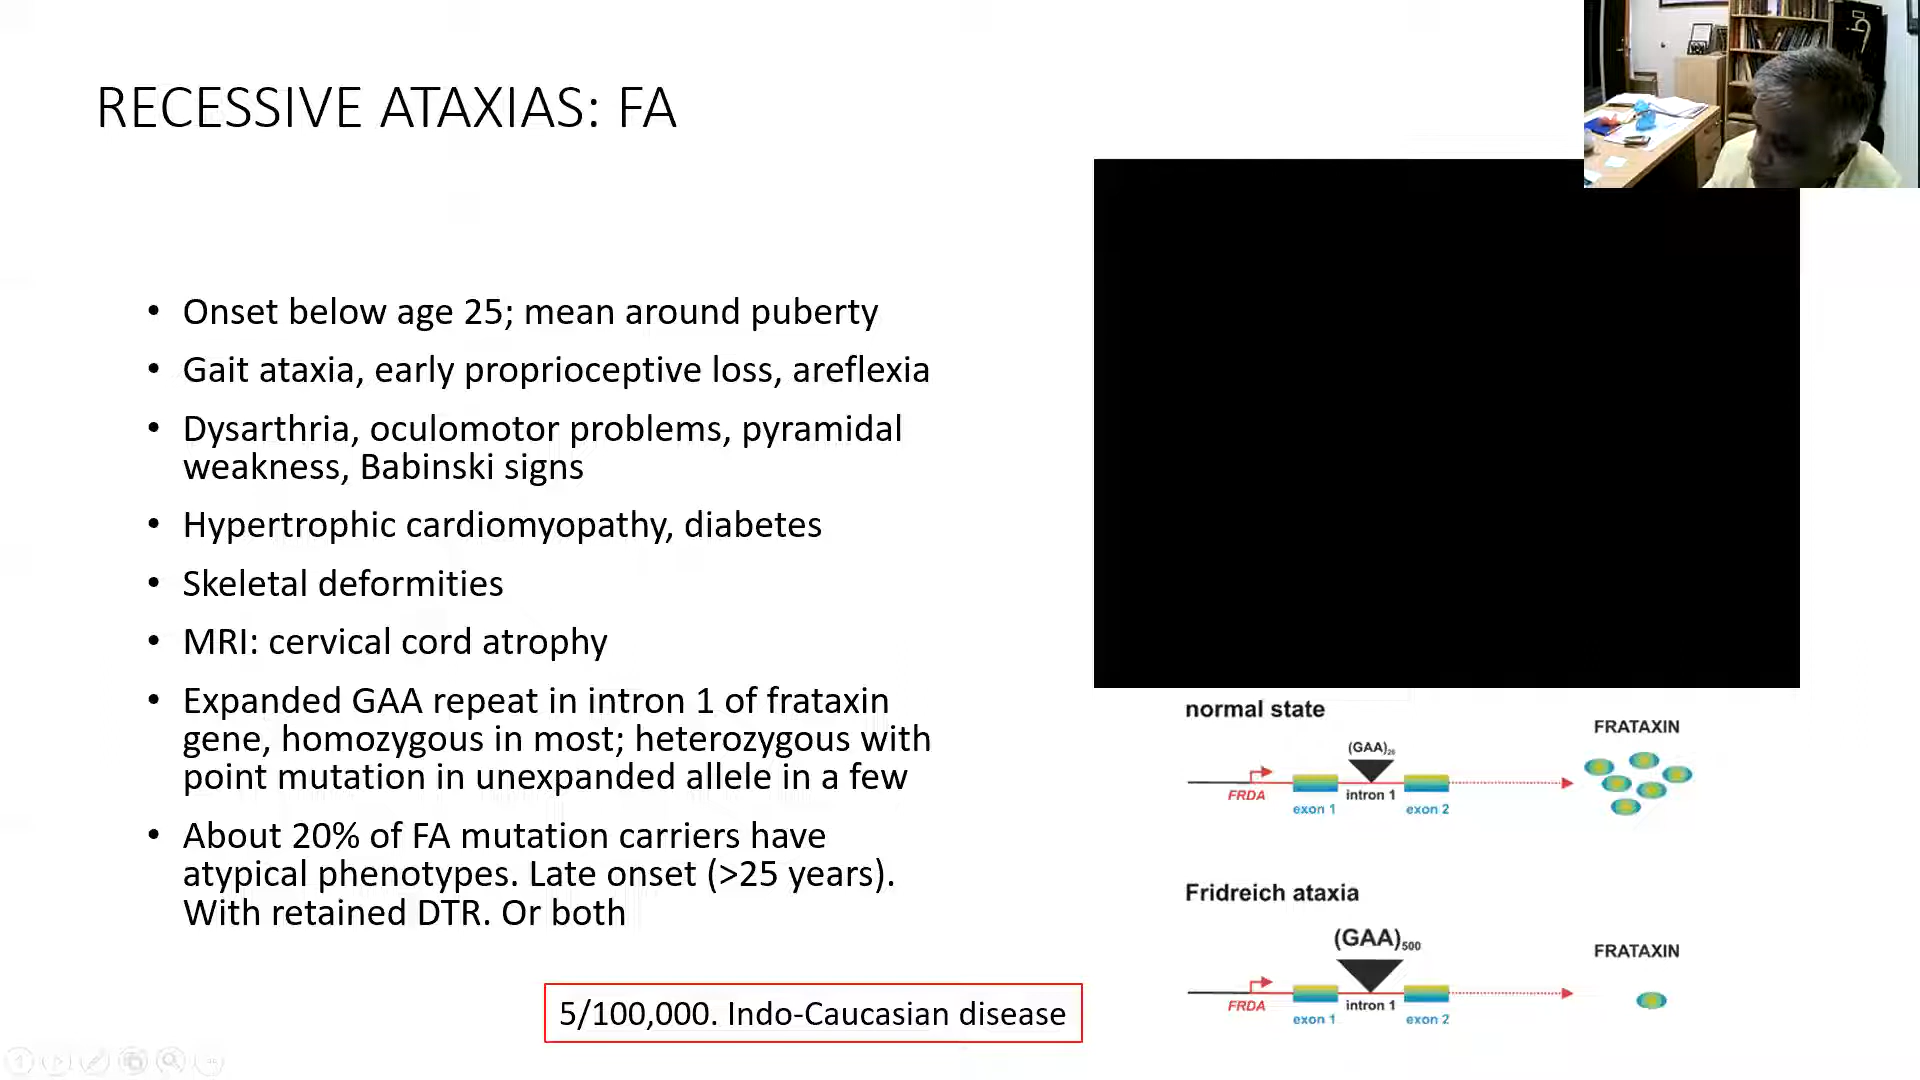 RECESSIVE ATAXIAS: FA
• Onset below age 25; mean around puberty
• Gait ataxia, early proprioceptive loss, areflexia
• Dysarthria, oculomotor problems, pyramidal
weakness, Babinski signs
• Hypertrophic cardiomyopathy, diabetes
• Skeletal deformities
• MRI: cervical cord atrophy
• Expanded GAA repeat in intron 1 of frataxin
gene, homozygous in most; heterozygous with
point mutation in unexpanded allele in a few
• About 20% of FA mutation carriers have
atypical phenotypes. Late onset (>25 years).
With retained DTR. Or both
5/100,000. Indo-Caucasian disease
normal state
FRATAXIN
(GAA)20
FRDA
exon 1
intron 1
exon 2
Fridreich ataxia
(GAA)500
FRATAXIN
FRDA
exon 1
intron 1
exon 2